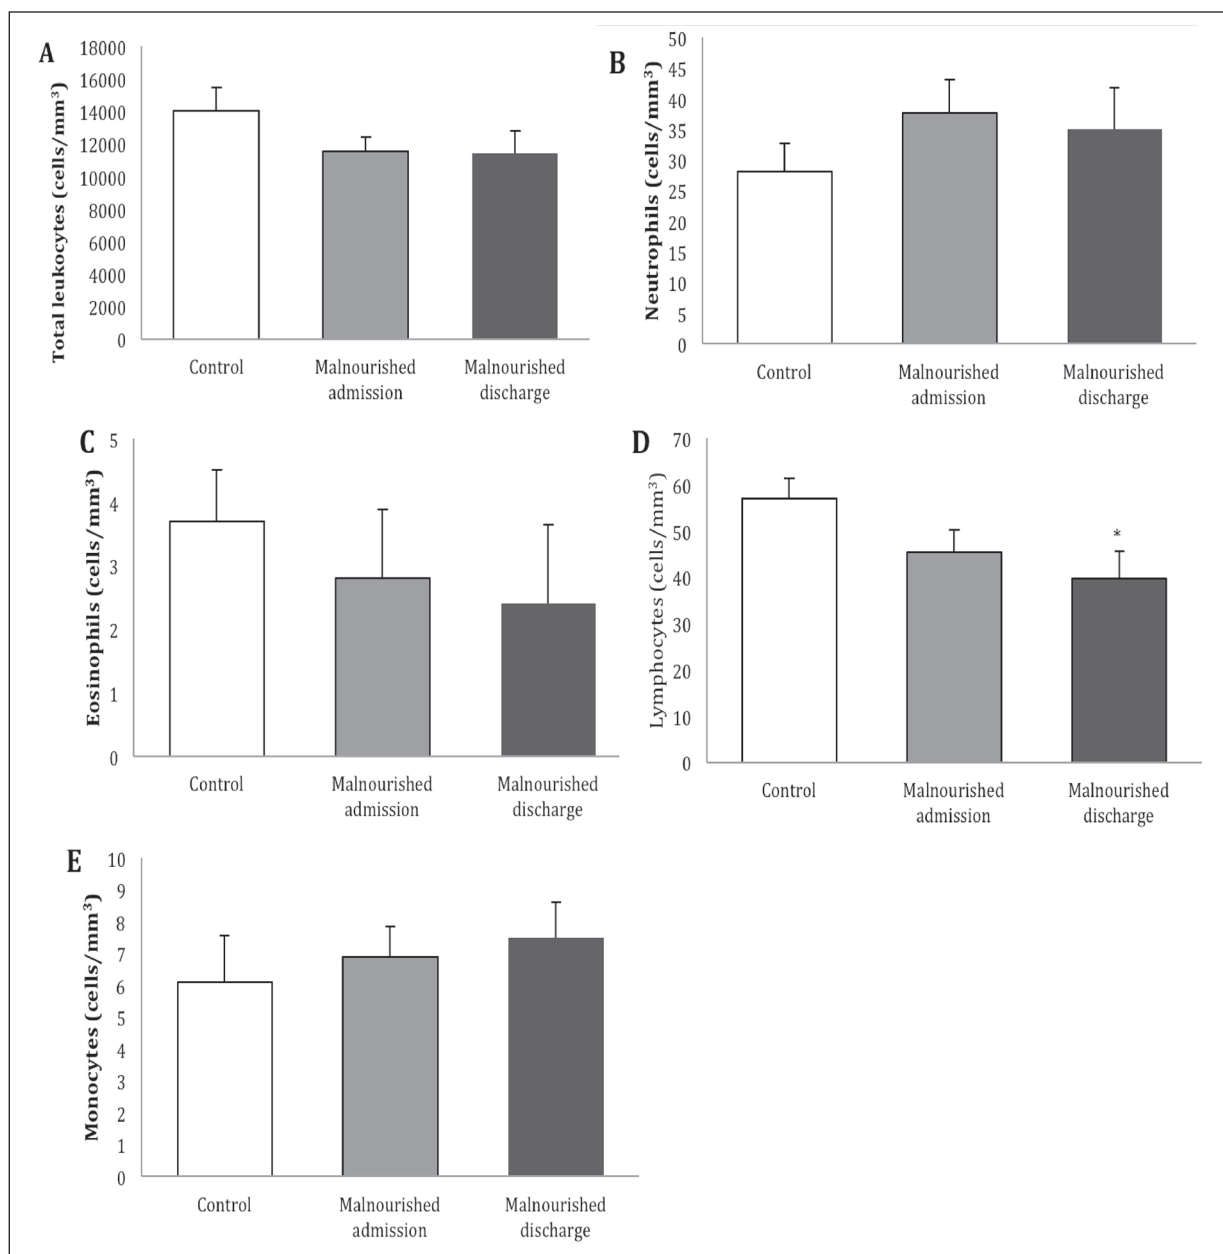 A
Total leukocytes (cells/mm³)
18000
16000
14000
12000
10000
8000
6000
4000
2000
0
Control
Malnourished
admission
Malnourished
discharge
B
Neutrophils (cells/mm³)
50
45
40
35
30
25
20
15
10
5
0
Control
Malnourished
admission
Malnourished
discharge
C
Eosinophils (cells/mm³)
5
4
3
2
1
0
Control
Malnourished
admission
Malnourished
discharge
D
Lymphocytes (cells/mm³)
70
60
50
40
30
20
10
0
*
Control
Malnourished
admission
Malnourished
discharge
E
Monocytes (cells/mm³)
10
9
8
7
6
5
4
3
2
1
0
Control
Malnourished
admission
Malnourished
discharge